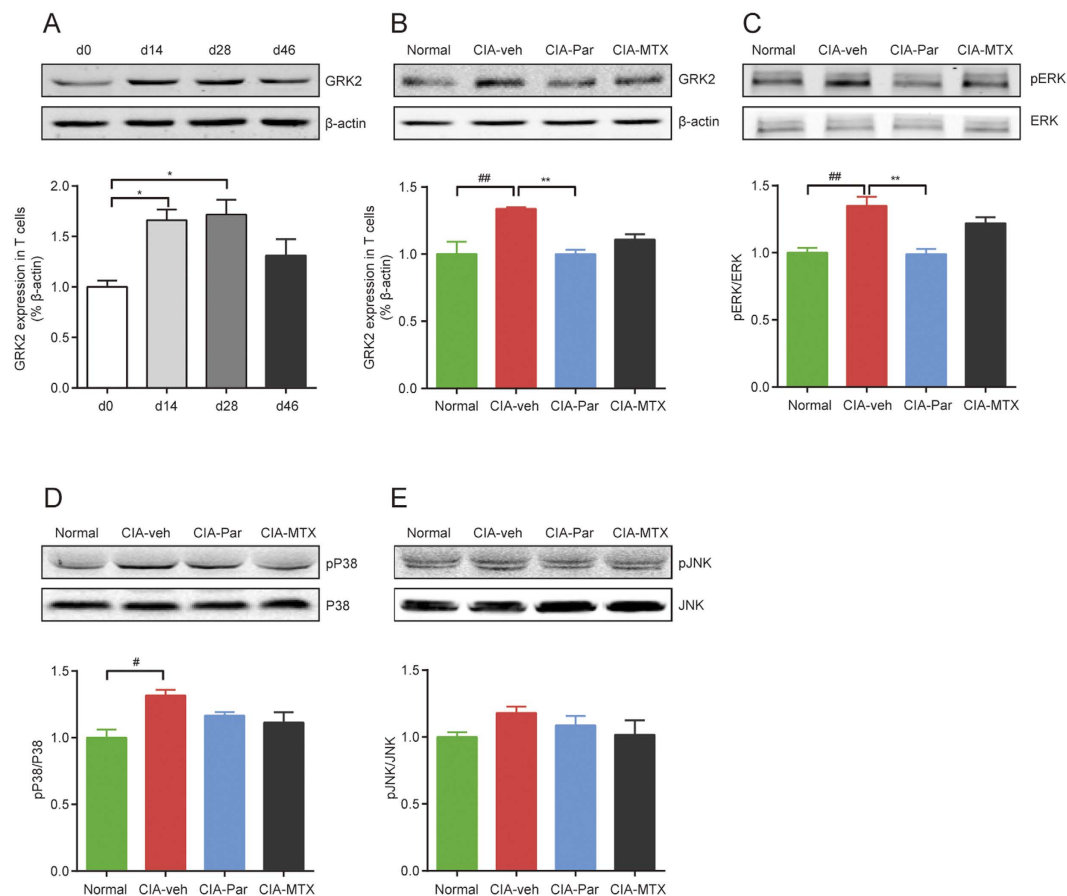 A
d0 d14 d28 d46
GRK2
β-actin
GRK2 expression in T cells
(% β-actin)
2.0
1.5
1.0
0.5
0.0
* *
d0 d14 d28 d46
B
Normal CIA-veh CIA-Par CIA-MTX
GRK2
β-actin
GRK2 expression in T cells
(% β-actin)
1.5
1.0
0.5
0.0
## **
Normal CIA-veh CIA-Par CIA-MTX
C
Normal CIA-veh CIA-Par CIA-MTX
pERK
ERK
pERK/ERK
1.5
1.0
0.5
0.0
## **
Normal CIA-veh CIA-Par CIA-MTX
D
Normal CIA-veh CIA-Par CIA-MTX
pP38
P38
pP38/P38
1.5
1.0
0.5
0.0
#
Normal CIA-veh CIA-Par CIA-MTX
E
Normal CIA-veh CIA-Par CIA-MTX
pJNK
JNK
pJNK/JNK
1.5
1.0
0.5
0.0
Normal CIA-veh CIA-Par CIA-MTX